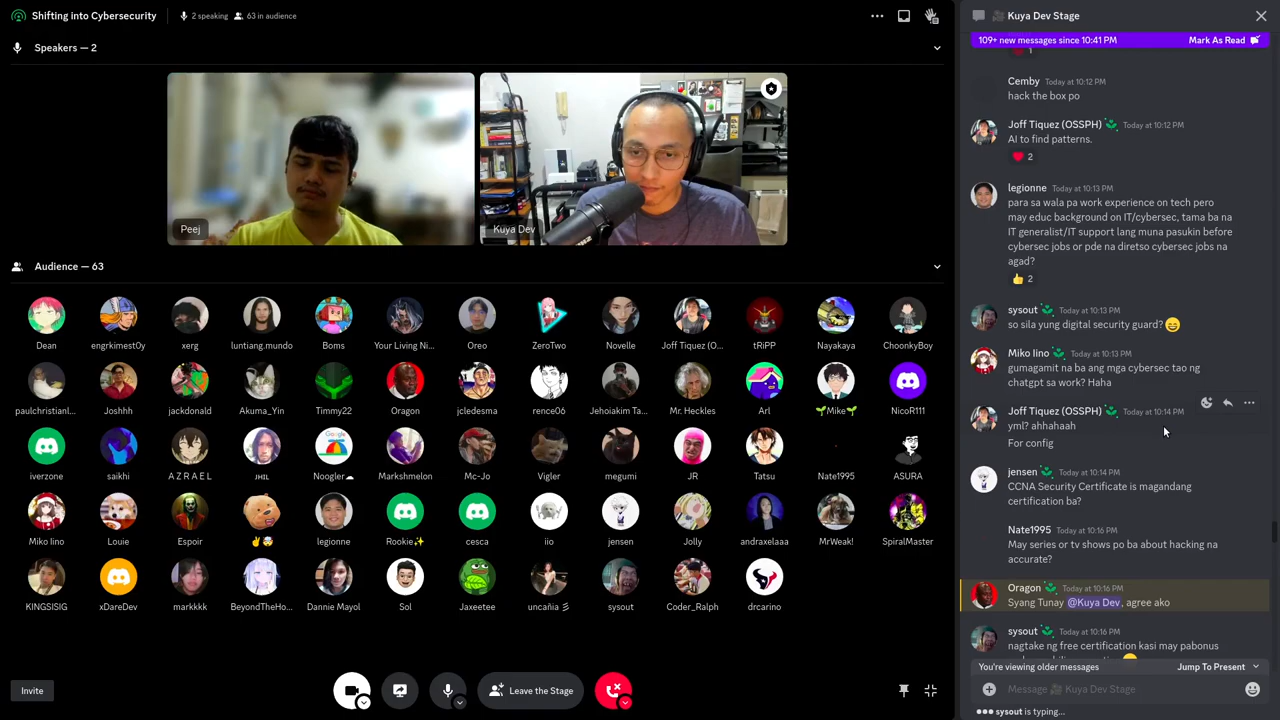 Shifting into Cybersecurity
2 speaking
63 in audience
Speakers — 2
Peej
Kuya Dev
Audience — 63
Dean
engrkimest0y
xerg
luntiang.mundo
Boms
Your Living Ni...
Oreo
ZeroTwo
Novelle
Joff Tiquez (O...
tRiPP
Nayakaya
ChoonkyBoy
paulchristianl...
Joshhh
jackdonald
Akuma_Yin
Timmy22
Oragon
jcledesma
rence06
Jehoiakim Ta...
Mr. Heckles
Arl
🌱Mike🌱
NicoR111
iverzone
saikhi
A Z R A E L
JHIL
Noogler☁
Markshmelon
Mc-Jo
Vigler
megumi
JR
Tatsu
Nate1995
ASURA
Miko Iino
Louie
Espoir
✌🤯
legionne
Rookie✨
cesca
iio
jensen
Jolly
andraxelaaa
MrWeak!
SpiralMaster
KINGSISIG
xDareDev
markkkk
BeyondTheHo...
Dannie Mayol
Sol
Jaxeetee
uncañia 彡
sysout
Coder_Ralph
drcarino
Invite
Leave the Stage
🎥 Kuya Dev Stage
109+ new messages since 10:41 PM
Mark As Read
1
Cemby Today at 10:12 PM
hack the box po
Joff Tiquez (OSSPH) Today at 10:12 PM
AI to find patterns.
❤️ 2
legionne Today at 10:13 PM
para sa wala pa work experience on tech pero
may educ background on IT/cybersec, tama ba na
IT generalist/IT support lang muna pasukin before
cybersec jobs or pde na diretso cybersec jobs na
agad?
👍 2
sysout Today at 10:13 PM
so sila yung digital security guard? 😄
Miko Iino Today at 10:13 PM
gumagamit na ba ang mga cybersec tao ng
chatgpt sa work? Haha
Joff Tiquez (OSSPH) Today at 10:14 PM
yml? ahhahaah
For config
jensen Today at 10:14 PM
CCNA Security Certificate is magandang
certification ba?
Nate1995 Today at 10:16 PM
May series or tv shows po ba about hacking na
accurate?
Oragon Today at 10:16 PM
Syang Tunay @Kuya Dev, agree ako
sysout Today at 10:16 PM
nagtake ng free certification kasi may pabonus
You're viewing older messages
Jump To Present
Message 🎥 Kuya Dev Stage
sysout is typing...